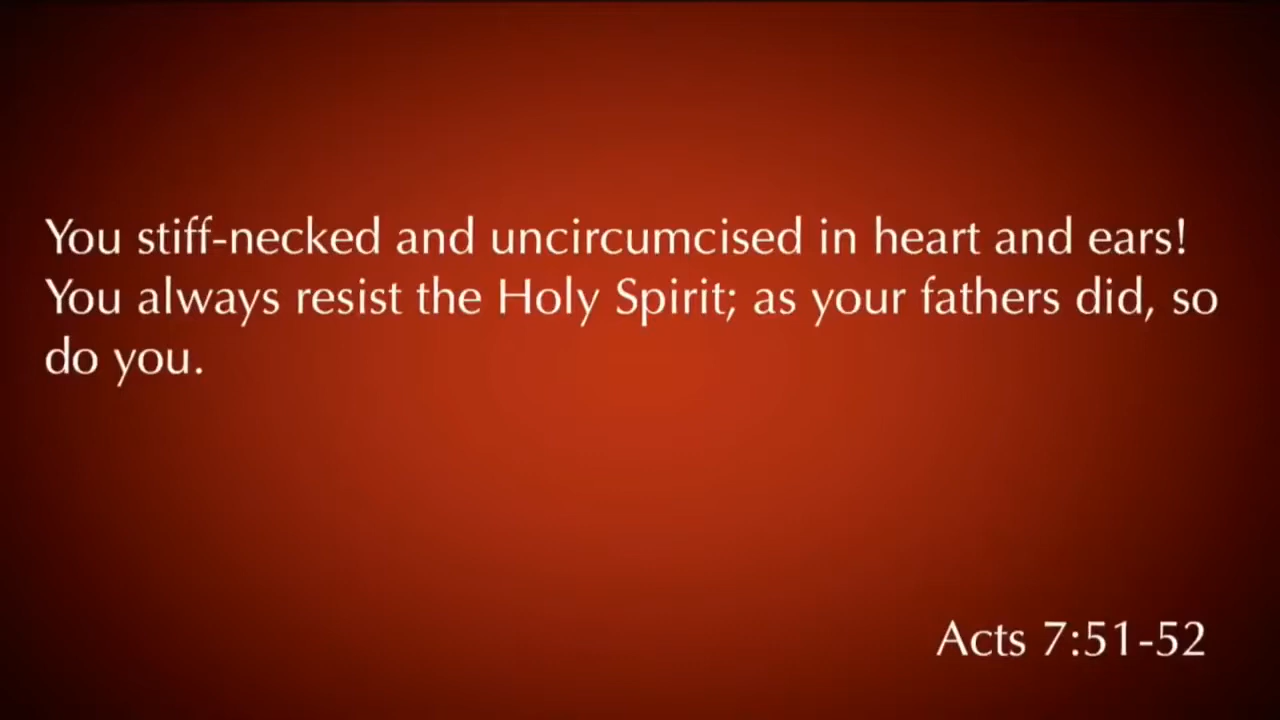 You stiff-necked and uncircumcised in heart and ears!
You always resist the Holy Spirit; as your fathers did, so
do you.
Acts 7:51-52